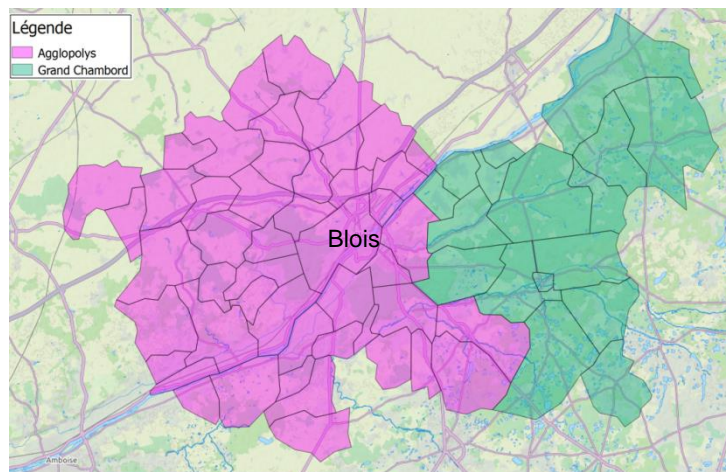 Légende
Agglopolys
Grand Chambord
Blois
Amboise